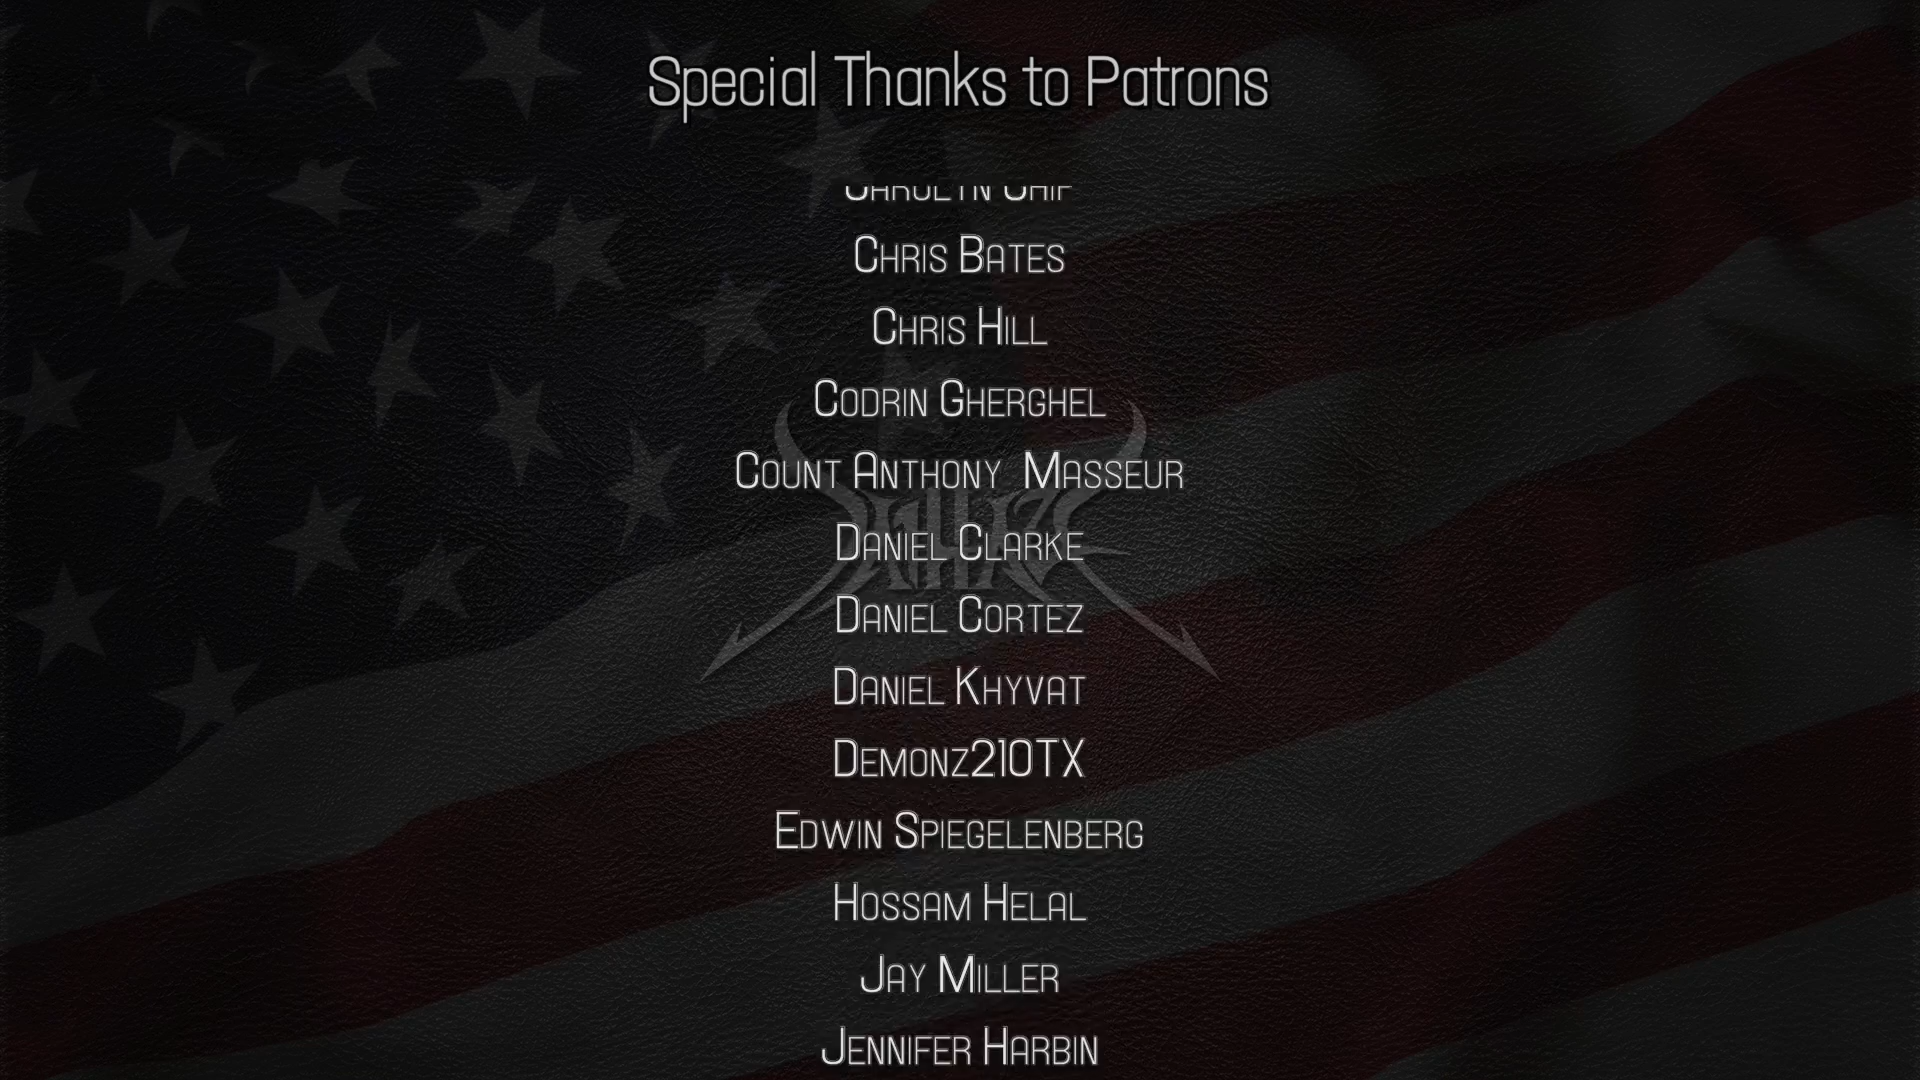 Special Thanks to Patrons
Chris Bates
Chris Hill
Codrin Gherghel
Count Anthony Masseur
Daniel Clarke
Daniel Cortez
Daniel Khyvat
Demonz210TX
Edwin Spiegelenberg
Hossam Helal
Jay Miller
Jennifer Harbin